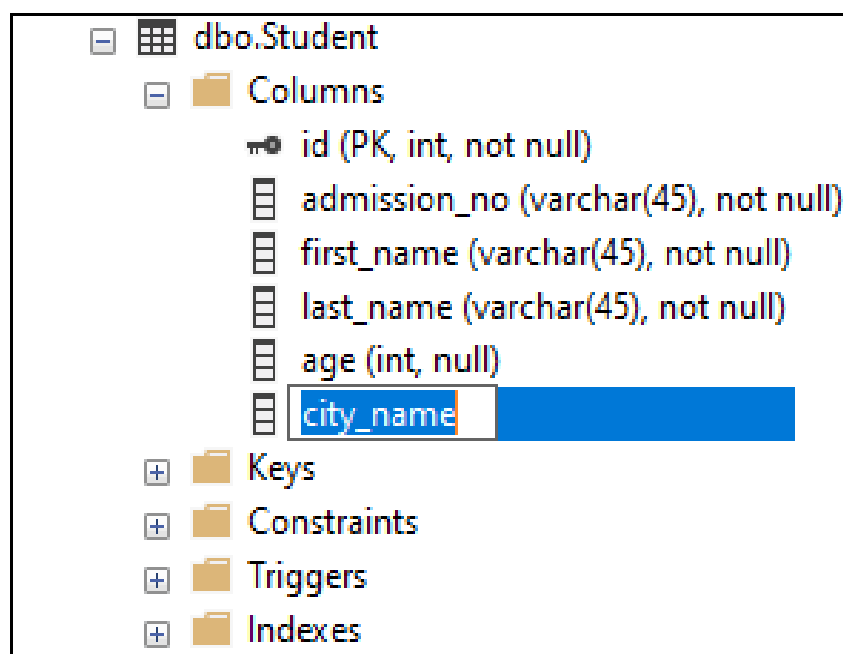 dbo.Student
Columns
id (PK, int, not null)
admission_no (varchar(45), not null)
first_name (varchar(45), not null)
last_name (varchar(45), not null)
age (int, null)
city_name
Keys
Constraints
Triggers
Indexes